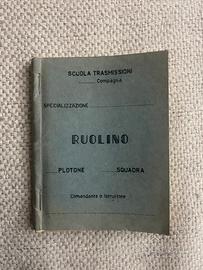 SCUOLA TRASMISSIONI
Compagnia
SPECIALIZZAZIONE
RUOLINO
PLOTONE SQUADRA
Comandante o Istruttore